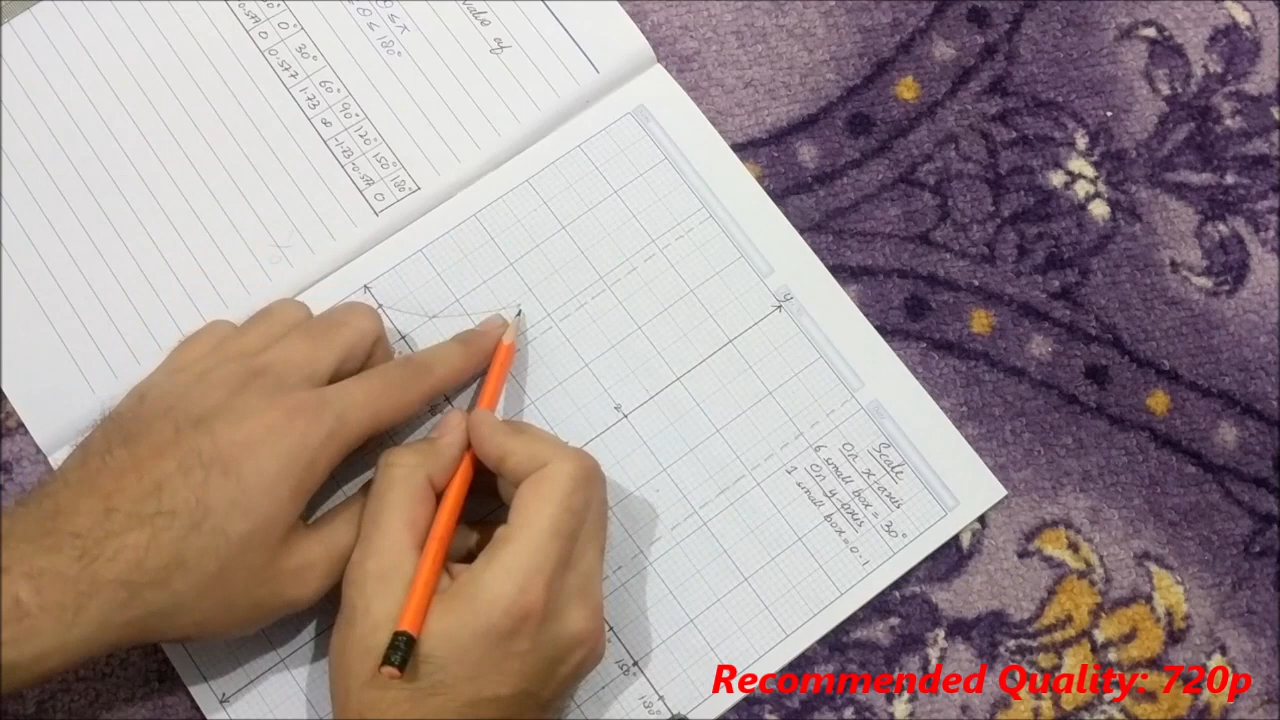 value of
θ ≤ π
≤ θ ≤ 180°
0° 30° 60° 90° 120° 150° 180°
0 0.577 1.73 ∞ -1.73 -0.577 0
y
2
Scale
On x-axis
6 small box = 30°
On y-axis
1 small box = 0.1
150°
180°
Recommended Quality: 720p